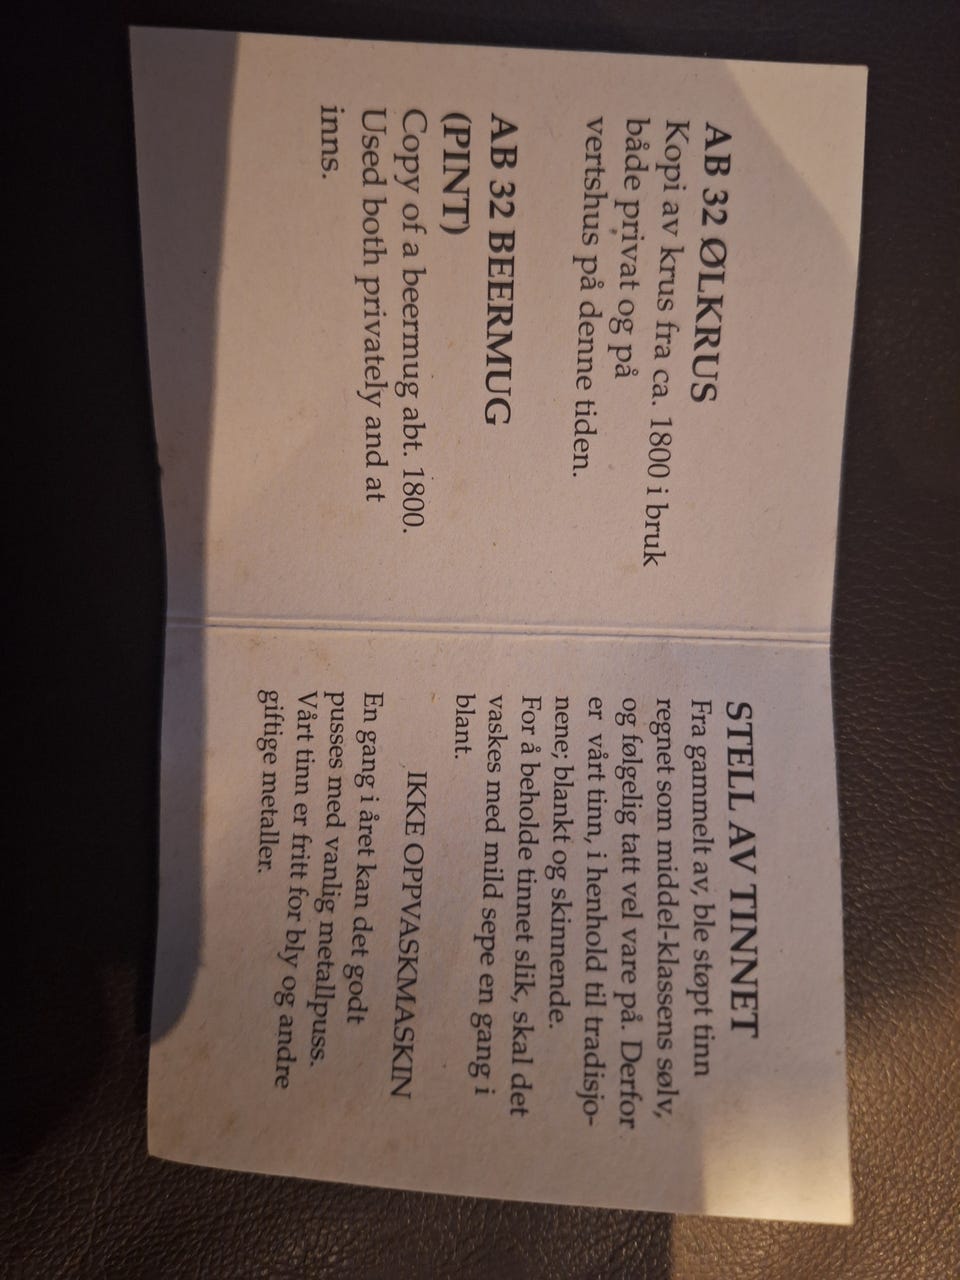 AB 32 ØLKRUS
Kopi av krus fra ca. 1800 i bruk
både privat og på
vertshus på denne tiden.
AB 32 BEERMUG
(PINT)
Copy of a beermug abt. 1800.
Used both privately and at
inns.
STELL AV TINNET
Fra gammelt av, ble støpt tinn
regnet som middel-klassens sølv,
og følgelig tatt vel vare på. Derfor
er vårt tinn, i henhold til tradisjo-
nene; blankt og skinnende.
For å beholde tinnet slik, skal det
vaskes med mild sepe en gang i
blant.
IKKE OPPVASKMASKIN
En gang i året kan det godt
pusses med vanlig metallpuss.
Vårt tinn er fritt for bly og andre
giftige metaller.